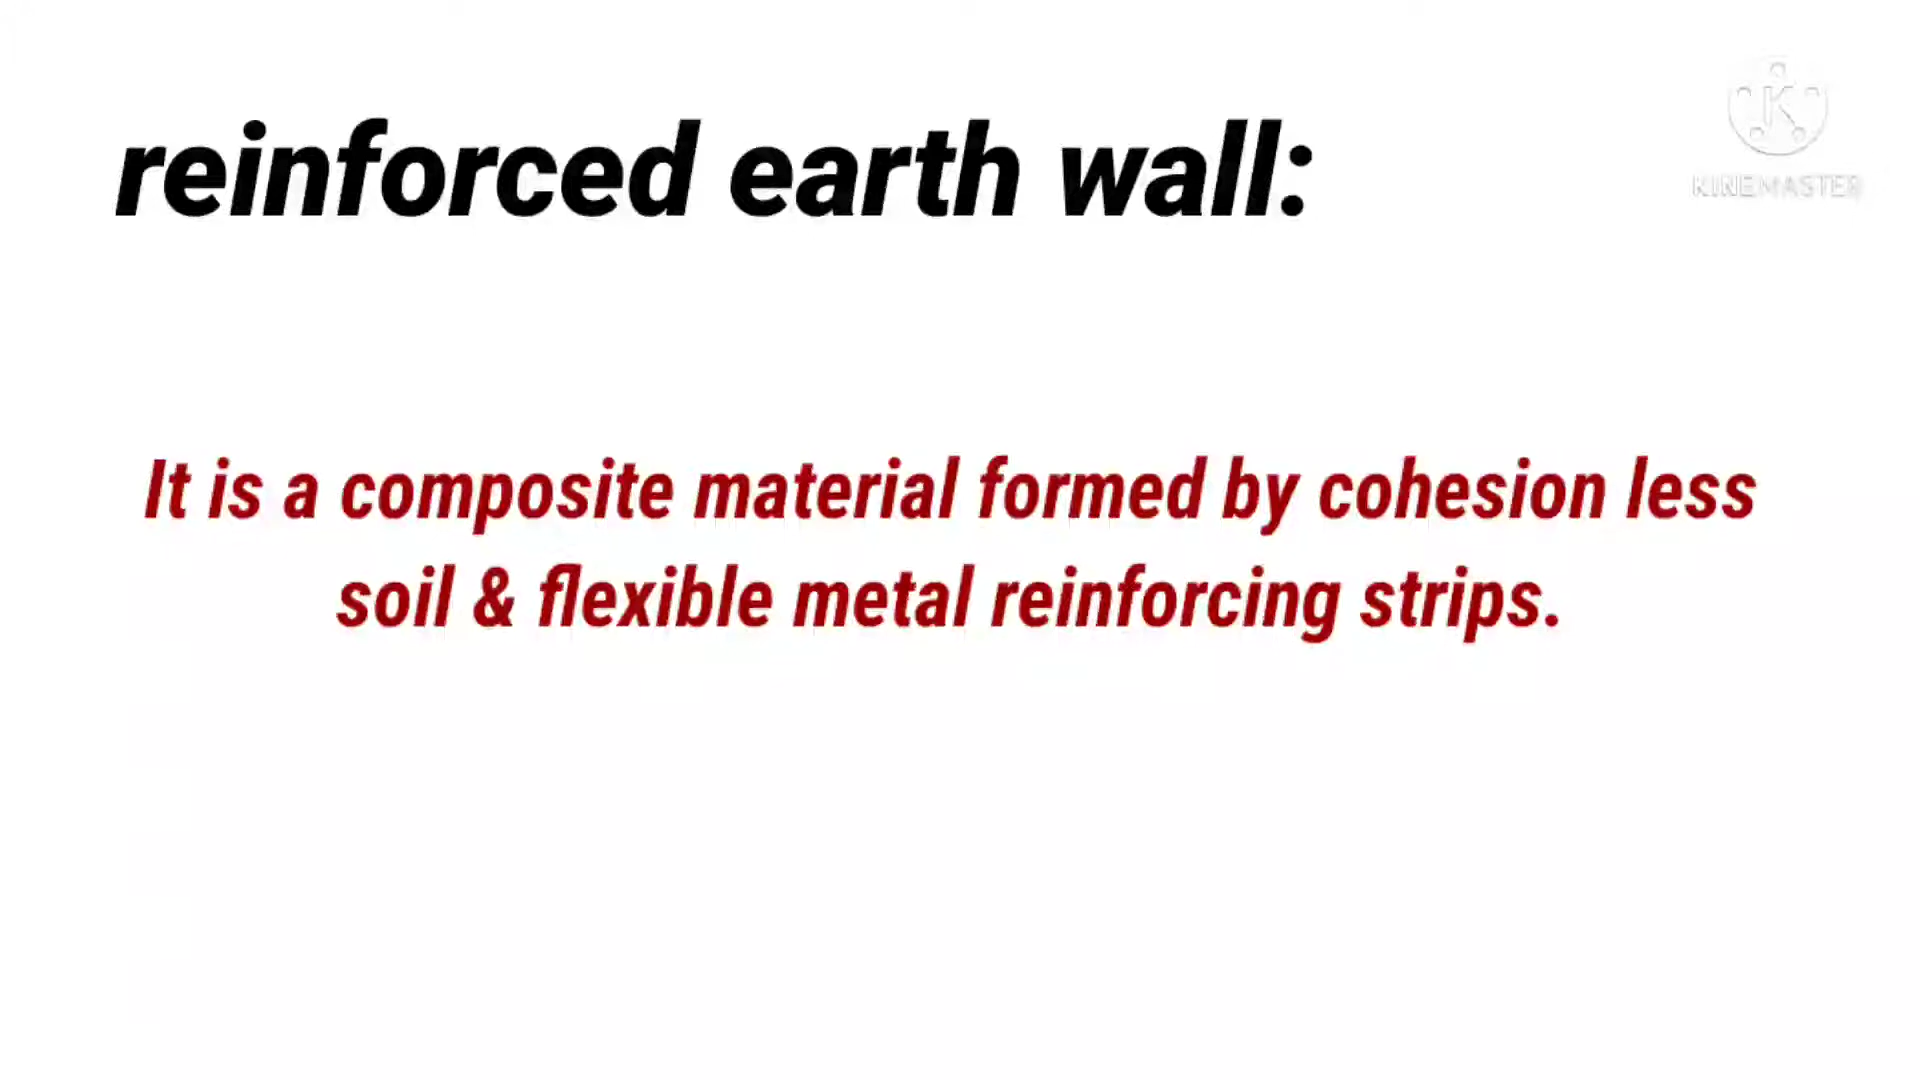 reinforced earth wall:
KINEMASTER
It is a composite material formed by cohesion less
soil & flexible metal reinforcing strips.